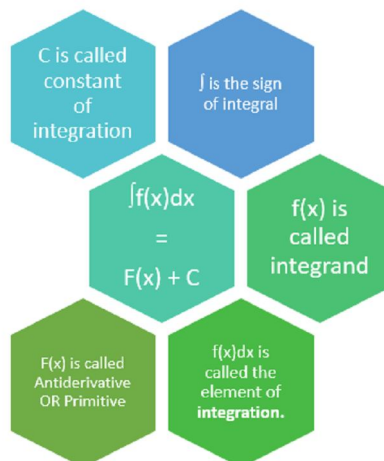 C is called
constant
of
integration
∫ is the sign
of integral
∫f(x)dx
=
F(x) + C
f(x) is
called
integrand
F(x) is called
Antiderivative
OR Primitive
f(x)dx is
called the
element of
integration.